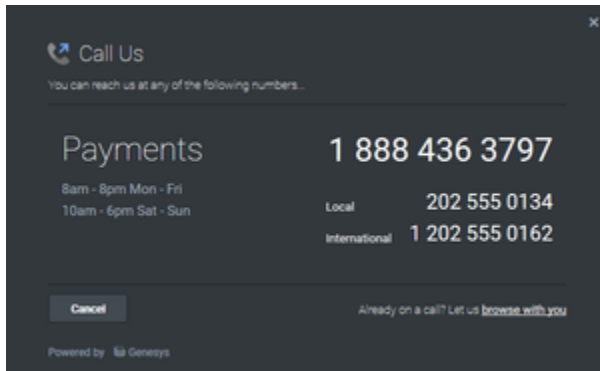 Call Us
You can reach us at any of the following numbers...
Payments
1 888 436 3797
8am - 8pm Mon - Fri
10am - 6pm Sat - Sun
Local 202 555 0134
International 1 202 555 0162
Cancel
Already on a call? Let us browse with you
Powered by Genesys